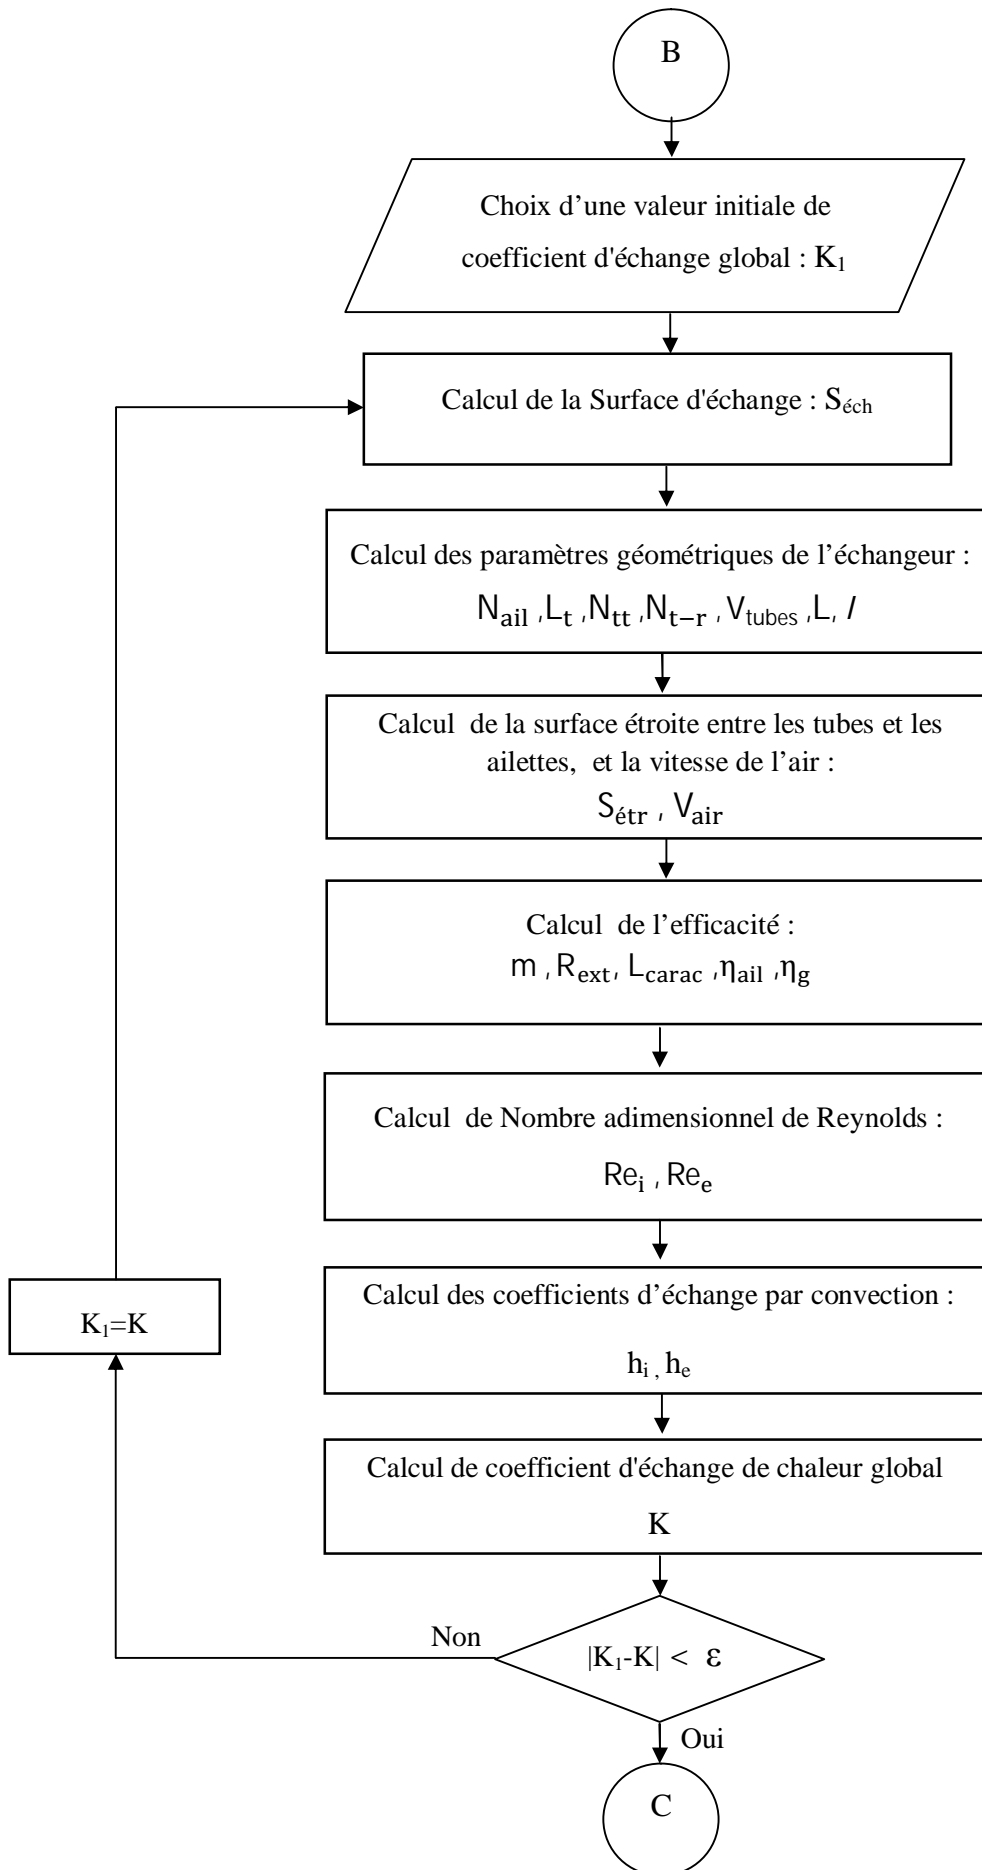 B
Choix d’une valeur initiale de
coefficient d'échange global : K₁
Calcul de la Surface d'échange : Séch
Calcul des paramètres géométriques de l’échangeur :
Nail ,Lt ,Ntt ,Nt−r ,Vtubes ,L, l
Calcul de la surface étroite entre les tubes et les
ailettes, et la vitesse de l’air :
Sétr , Vair
Calcul de l’efficacité :
m ,Rext, Lcarac ,ηail ,ηg
Calcul de Nombre adimensionnel de Reynolds :
Reᵢ , Reₑ
Calcul des coefficients d’échange par convection :
K₁=K
hᵢ , hₑ
Calcul de coefficient d'échange de chaleur global
K
Non
|K₁-K| < ε
Oui
C